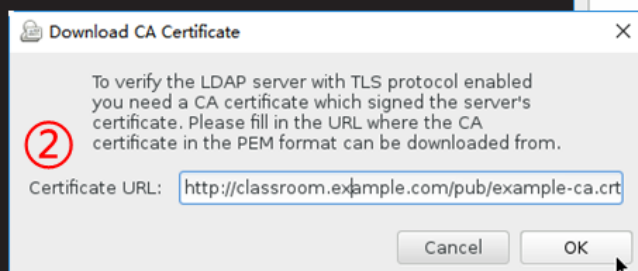 Download CA Certificate
To verify the LDAP server with TLS protocol enabled
you need a CA certificate which signed the server's
certificate. Please fill in the URL where the CA
certificate in the PEM format can be downloaded from.
②
Certificate URL: http://classroom.example.com/pub/example-ca.crt
Cancel OK